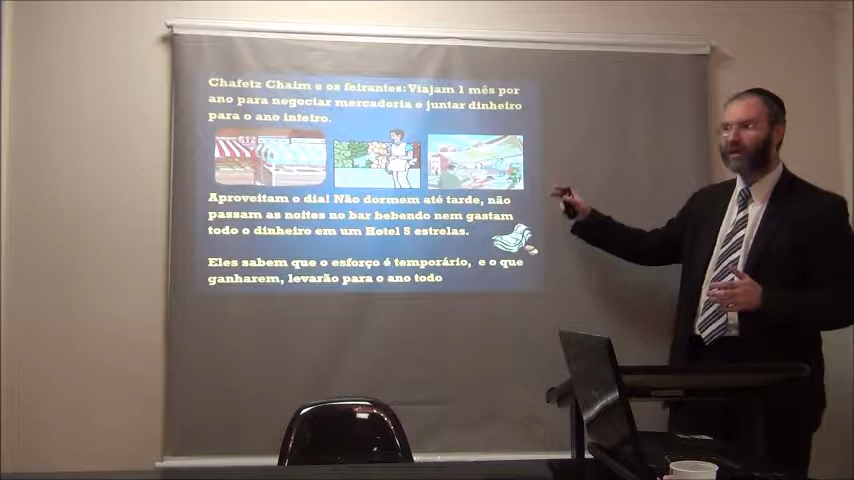 Chafetz Chaim e os feirantes: Viajam 1 mês por
ano para negociar mercadoria e juntar dinheiro
para o ano inteiro.
Aproveitam o dia! Não dormem até tarde, não
passam as noites no bar bebendo nem gastam
todo o dinheiro em um Hotel 5 estrelas.
Eles sabem que o esforço é temporário, e o que
ganharem, levarão para o ano todo